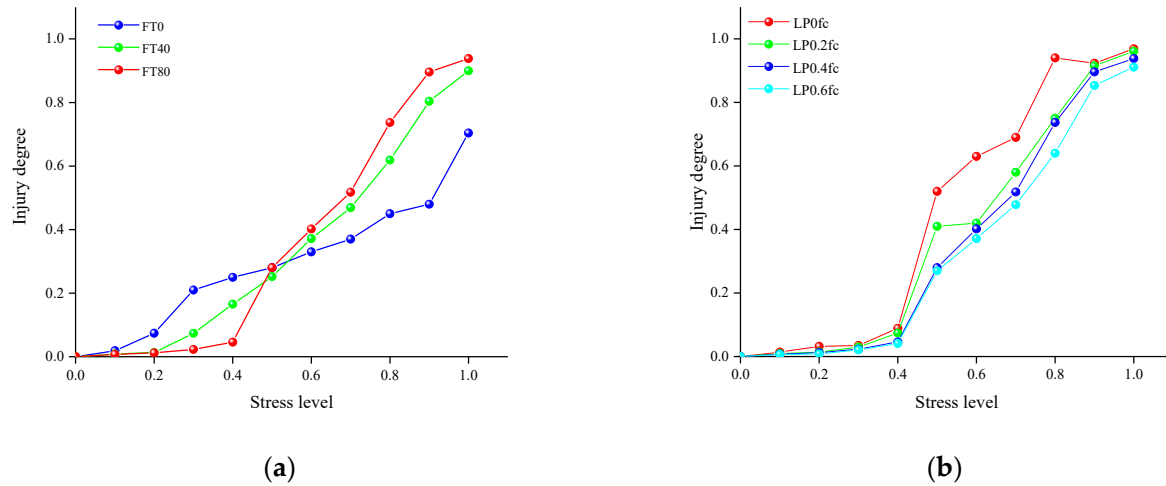 FT0
FT40
FT80
1.0
0.8
0.6
0.4
0.2
0.0
Injury degree
0.0 0.2 0.4 0.6 0.8 1.0
Stress level
(a)
LP0fc
LP0.2fc
LP0.4fc
LP0.6fc
1.0
0.8
0.6
0.4
0.2
0.0
Injury degree
0.0 0.2 0.4 0.6 0.8 1.0
Stress level
(b)